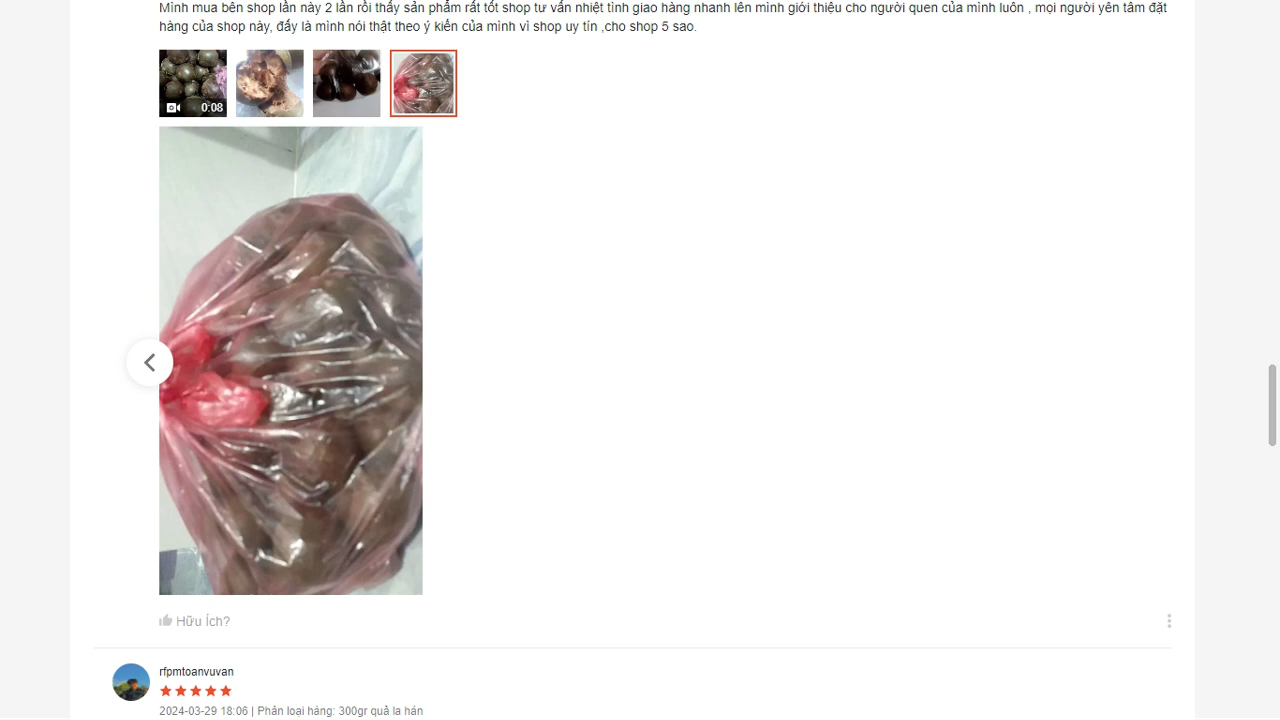 Mình mua bên shop lần này 2 lần rồi thấy sản phẩm rất tốt shop tư vấn nhiệt tình giao hàng nhanh lên mình giới thiệu cho người quen của mình luôn , mọi người yên tâm đặt
hàng của shop này, đấy là mình nói thật theo ý kiến của mình vì shop uy tín ,cho shop 5 sao.
0:08
Hữu Ích?
rfpmtoanvuvan
2024-03-29 18:06 | Phân loại hàng: 300gr quả la hán